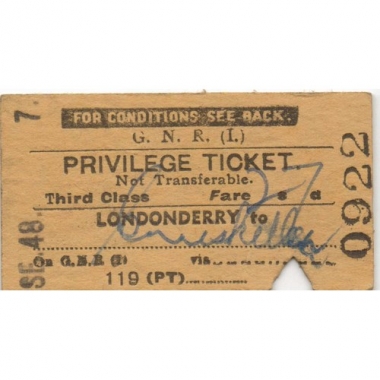 FOR CONDITIONS SEE BACK.
G. N. R. (I.)
PRIVILEGE TICKET
Not Transferable.
Third Class Fare s d
LONDONDERRY to
Enniskillen
On G.N.R (I) via
119 (PT)
7. SE 48
0922